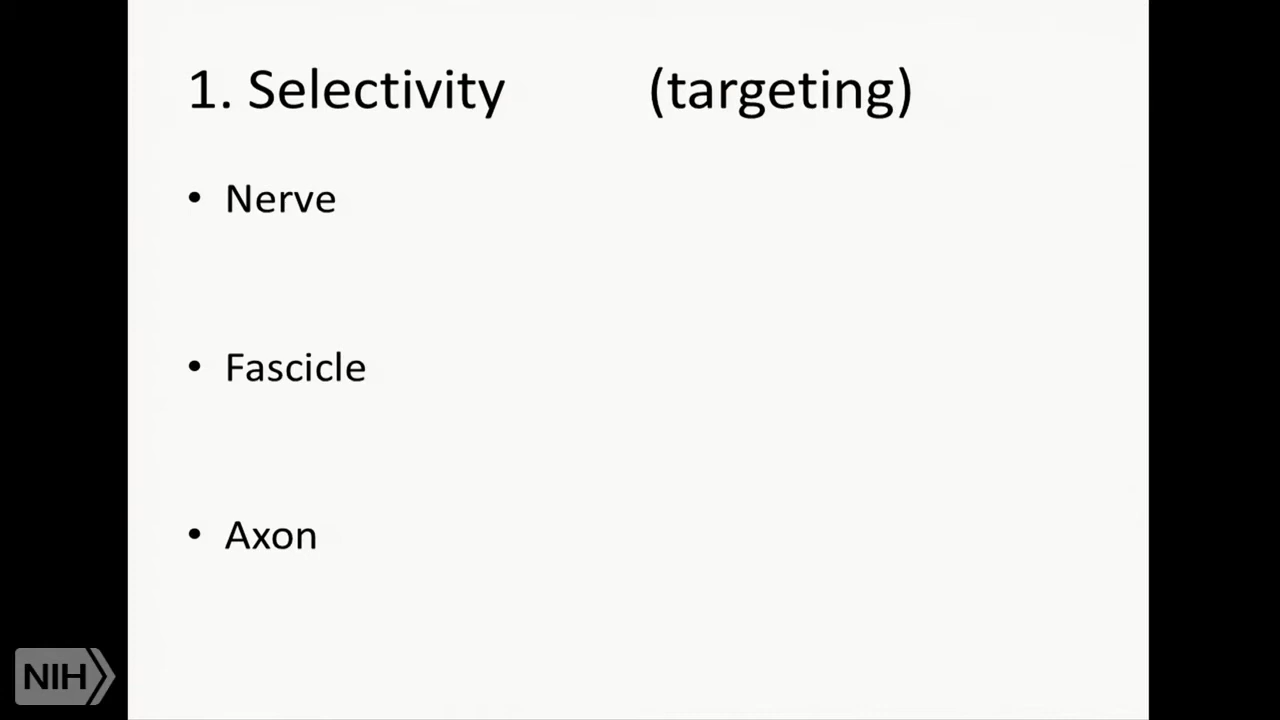 1. Selectivity (targeting)
• Nerve
• Fascicle
• Axon
NIH